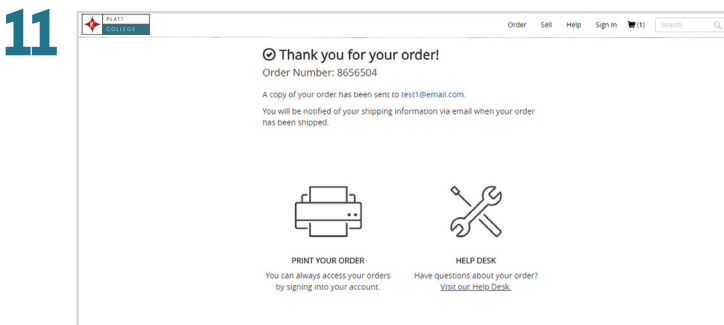 11
PLATT
COLLEGE
Order Sell Help Sign In (1) Search
Thank you for your order!
Order Number: 8656504
A copy of your order has been sent to test1@email.com.
You will be notified of your shipping information via email when your order
has been shipped.
PRINT YOUR ORDER
You can always access your orders
by signing into your account.
HELP DESK
Have questions about your order?
Visit our Help Desk.